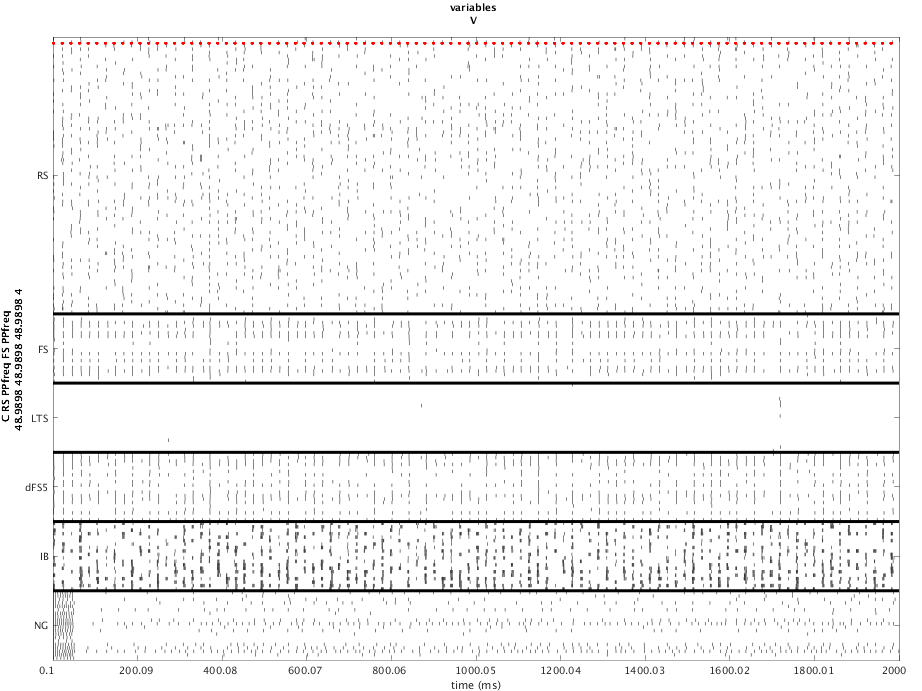 variables
V
RS
FS
LTS
dFS5
IB
NG
C RS PPfreq FS PPfreq
48.9898 48.9898 48.9898 4
0.1 200.09 400.08 600.07 800.06 1000.05 1200.04 1400.03 1600.02 1800.01 2000
time (ms)